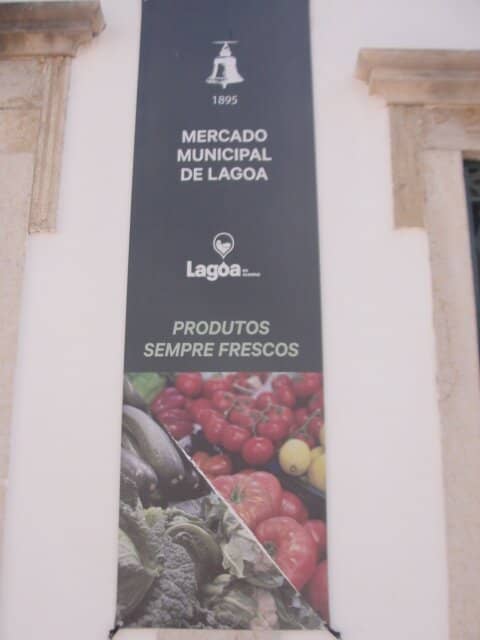 1895
MERCADO
MUNICIPAL
DE LAGOA
Lagoa
PRODUTOS
SEMPRE FRESCOS